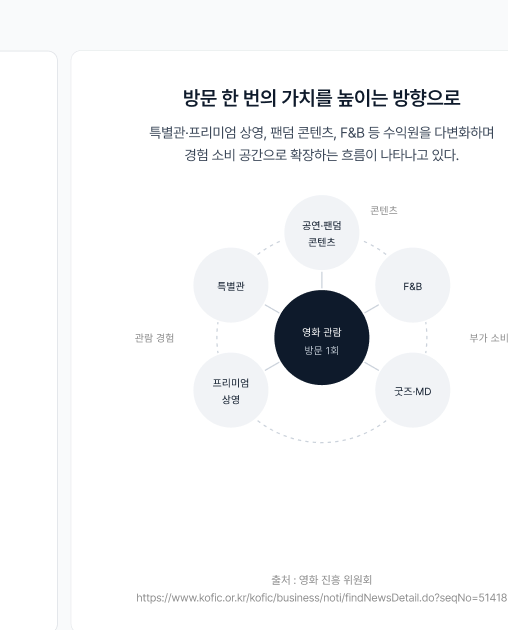 방문 한 번의 가치를 높이는 방향으로
특별관·프리미엄 상영, 팬덤 콘텐츠, F&B 등 수익원을 다변화하며
경험 소비 공간으로 확장하는 흐름이 나타나고 있다.
콘텐츠
공연·팬덤
콘텐츠
특별관
F&B
영화 관람
방문 1회
관람 경험
부가 소비
프리미엄
상영
굿즈·MD
출처 : 영화 진흥 위원회
https://www.kofic.or.kr/kofic/business/noti/findNewsDetail.do?seqNo=51418